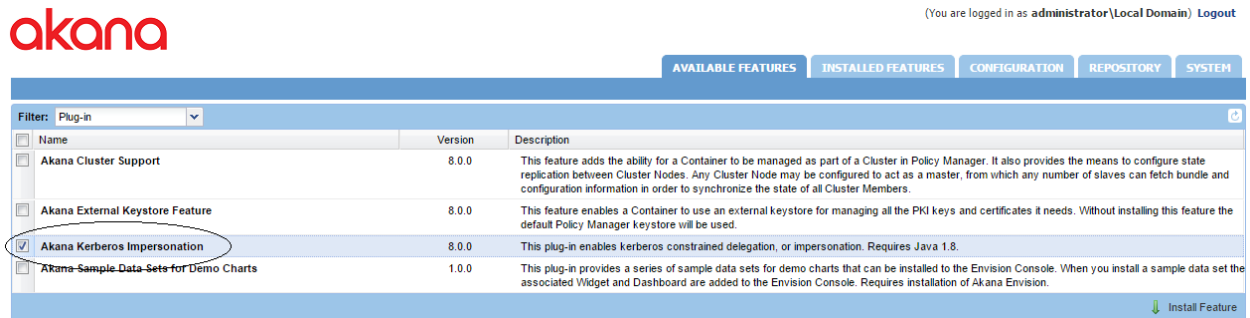 akana
(You are logged in as administrator\Local Domain) Logout
AVAILABLE FEATURES INSTALLED FEATURES CONFIGURATION REPOSITORY SYSTEM
Filter: Plug-in
Name Version Description
Akana Cluster Support 8.0.0 This feature adds the ability for a Container to be managed as part of a Cluster in Policy Manager. It also provides the means to configure state
replication between Cluster Nodes. Any Cluster Node may be configured to act as a master, from which any number of slaves can fetch bundle and
configuration information in order to synchronize the state of all Cluster Members.
Akana External Keystore Feature 8.0.0 This feature enables a Container to use an external keystore for managing all the PKI keys and certificates it needs. Without installing this feature the
default Policy Manager keystore will be used.
Akana Kerberos Impersonation 8.0.0 This plug-in enables kerberos constrained delegation, or impersonation. Requires Java 1.8.
Akana Sample Data Sets for Demo Charts 1.0.0 This plug-in provides a series of sample data sets for demo charts that can be installed to the Envision Console. When you install a sample data set the
associated Widget and Dashboard are added to the Envision Console. Requires installation of Akana Envision.
Install Feature